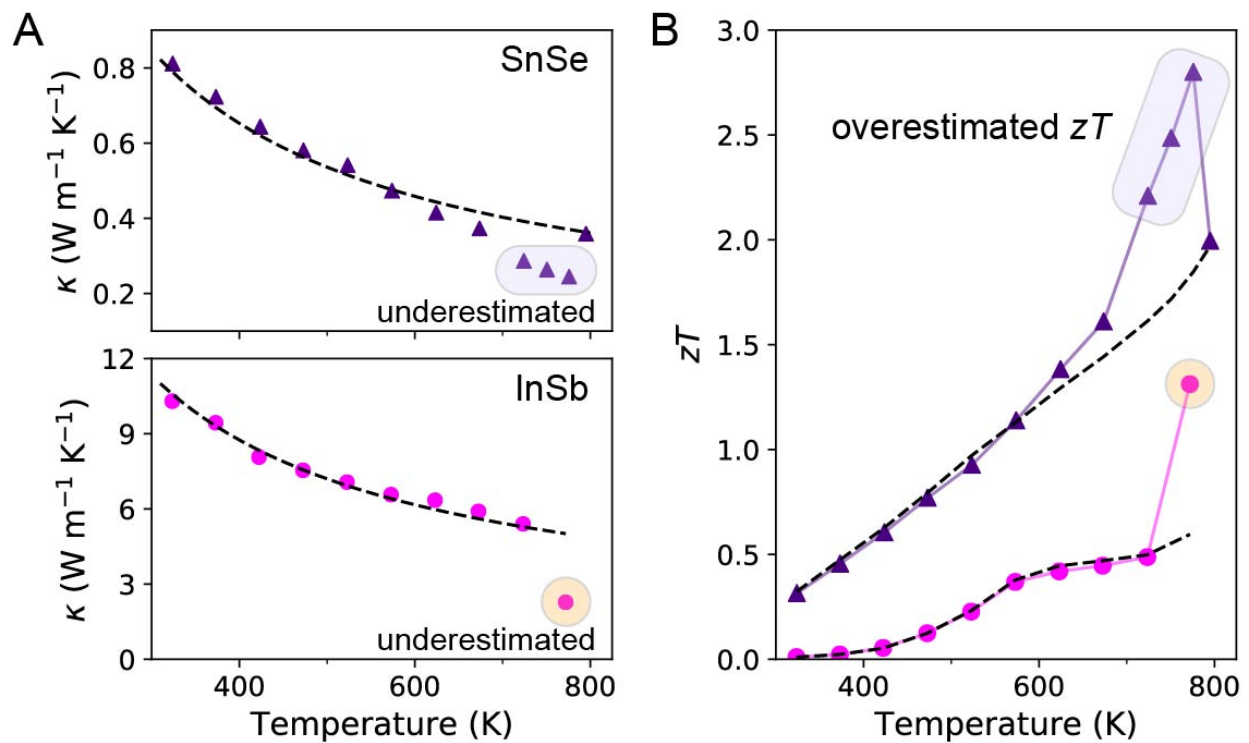 A
SnSe
0.8
0.6
0.4
0.2
κ (W m⁻¹ K⁻¹)
underestimated
InSb
12
9
6
3
0
κ (W m⁻¹ K⁻¹)
underestimated
400
600
800
Temperature (K)
B
3.0
2.5
2.0
1.5
1.0
0.5
0.0
zT
overestimated zT
400
600
800
Temperature (K)